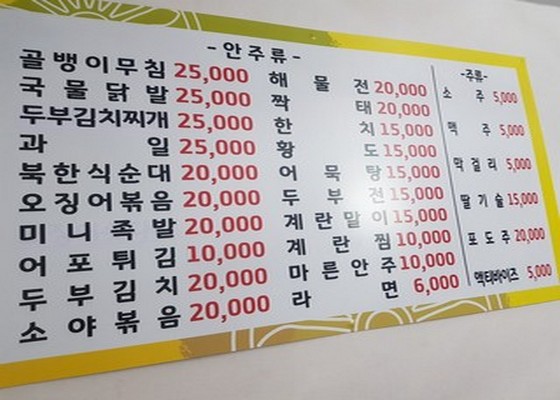 -안주류-
골뱅이무침 25,000
국물닭발 25,000
두부김치찌개 25,000
과일 25,000
북한식순대 20,000
오징어볶음 20,000
미니족발 20,000
어포튀김 10,000
두부김치 20,000
소야볶음 20,000
해물전 20,000
짝태 20,000
한치 15,000
황도 15,000
어묵탕 15,000
두부전 15,000
계란말이 15,000
계란찜 10,000
마른안주 10,000
라면 6,000
-주류-
소주 5,000
맥주 5,000
막걸리 5,000
딸기술 15,000
포도주 20,000
액티바이즈 5,000